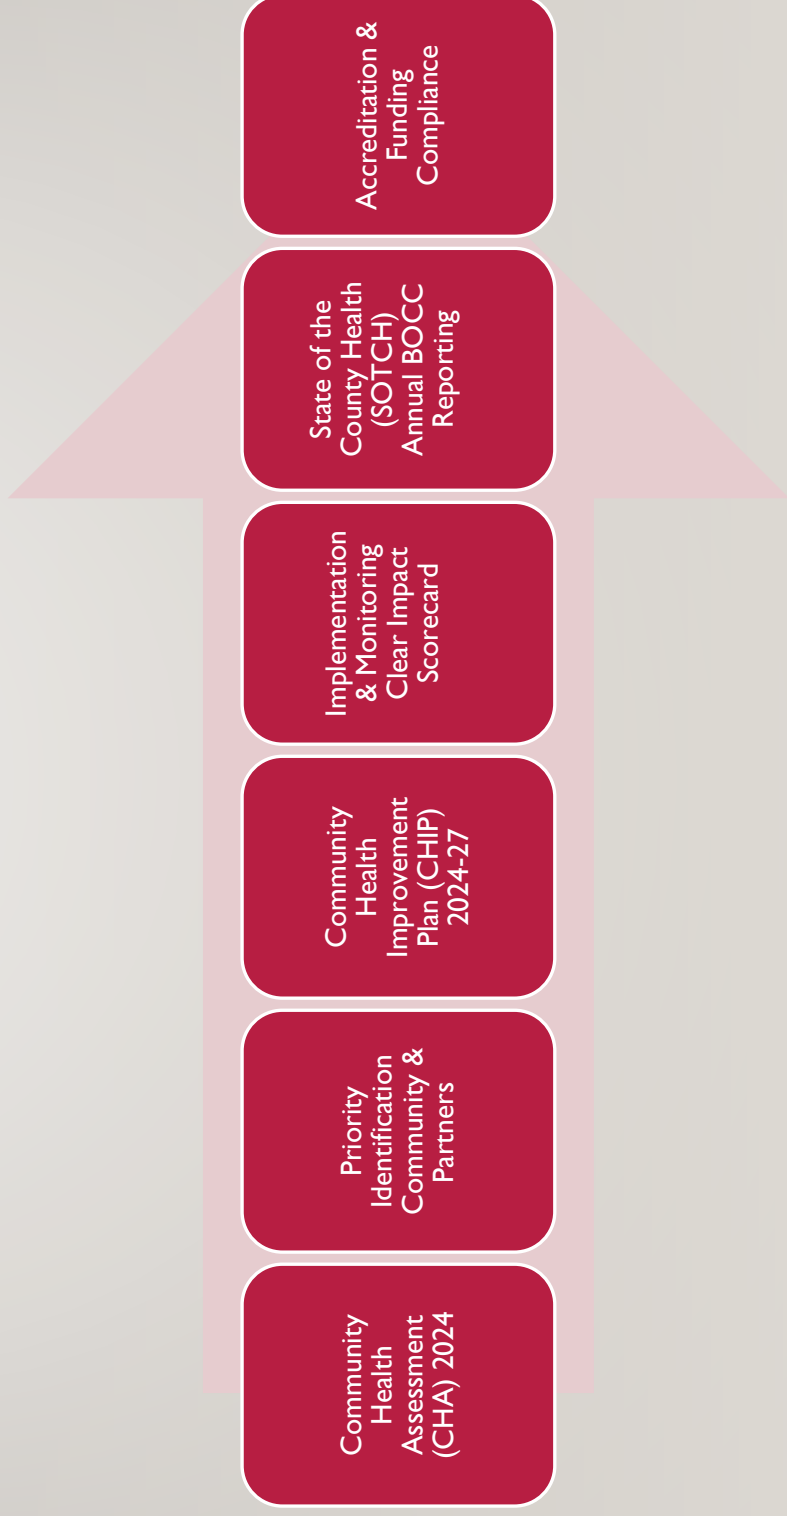 Community
Health
Assessment
(CHA) 2024
Priority
Identification
Community &
Partners
Community
Health
Improvement
Plan (CHIP)
2024-27
Implementation
& Monitoring
Clear Impact
Scorecard
State of the
County Health
(SOTCH)
Annual BOCC
Reporting
Accreditation &
Funding
Compliance